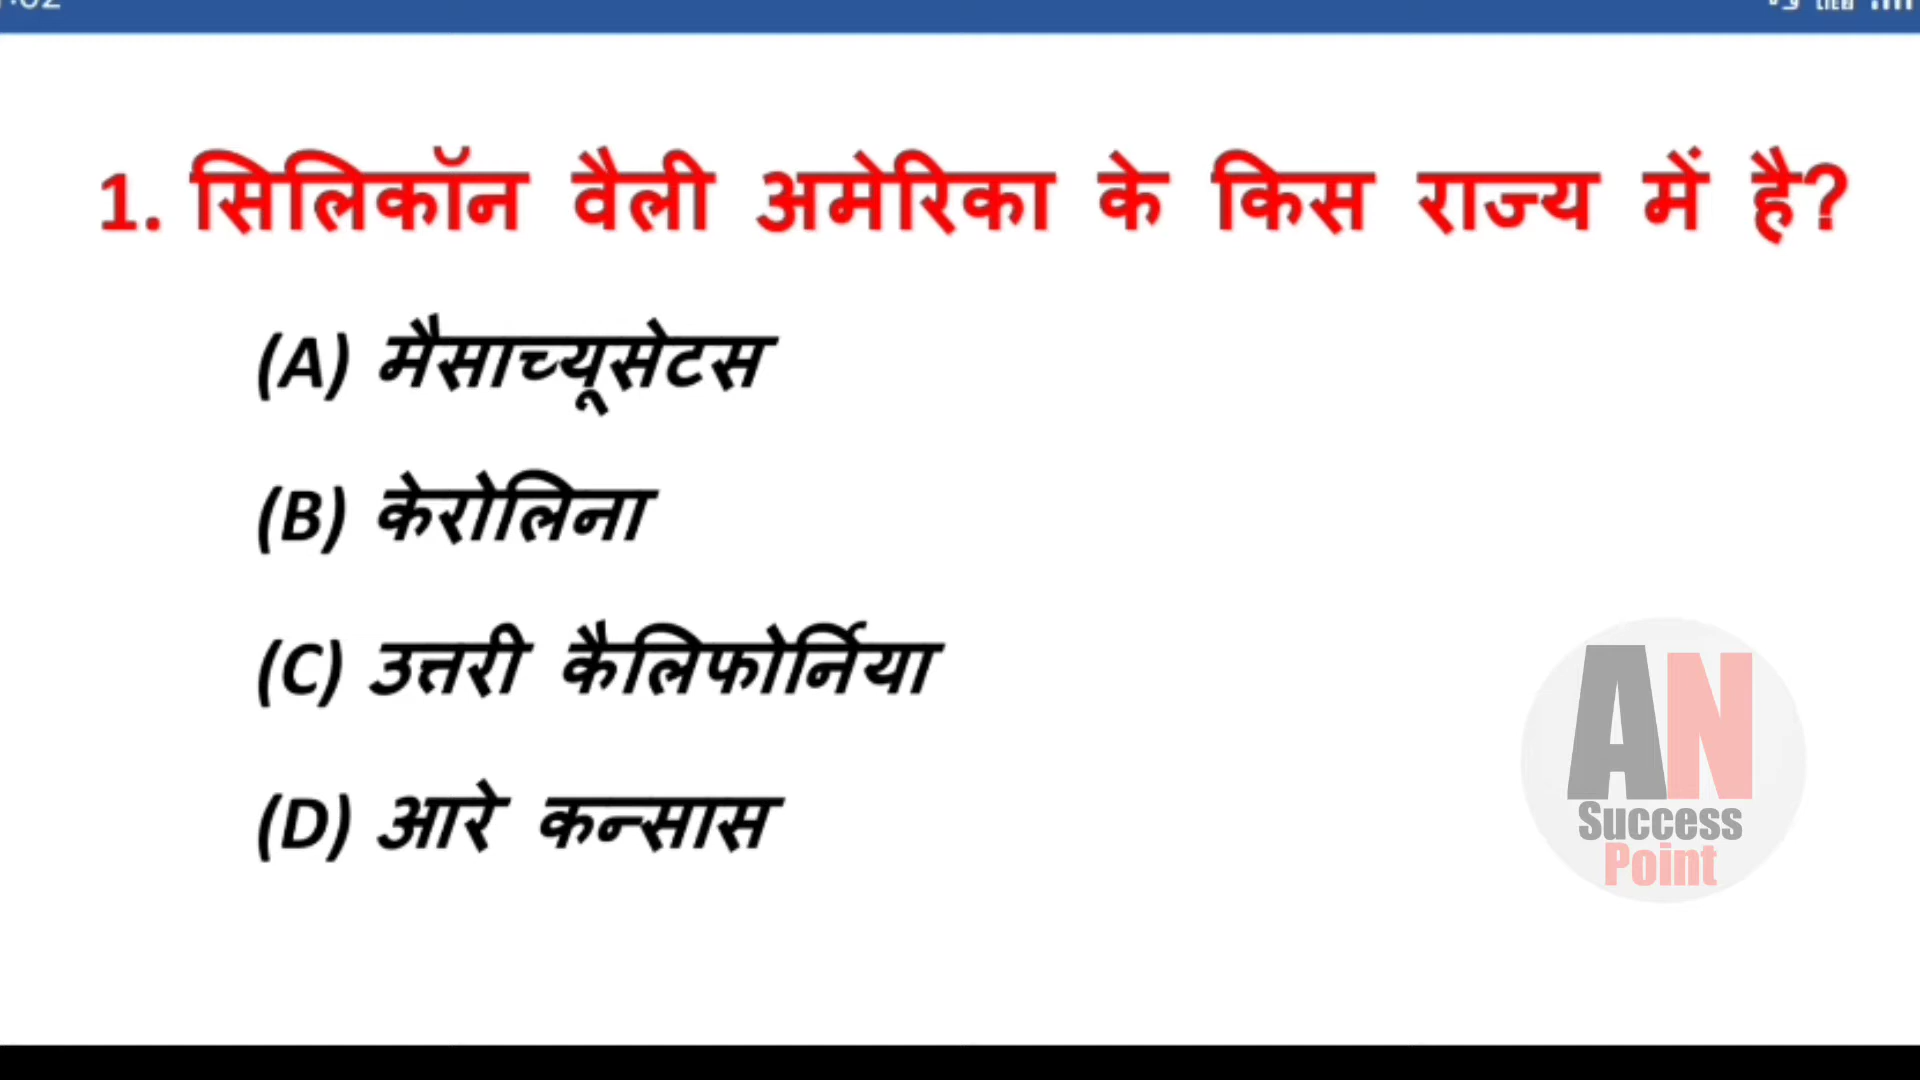 1. सिलिकॉन वैली अमेरिका के किस राज्य में है?
(A) मैसाच्यूसेटस
(B) केरोलिना
(C) उत्तरी कैलिफोर्निया
(D) आरे कन्सास
AN
Success
Point